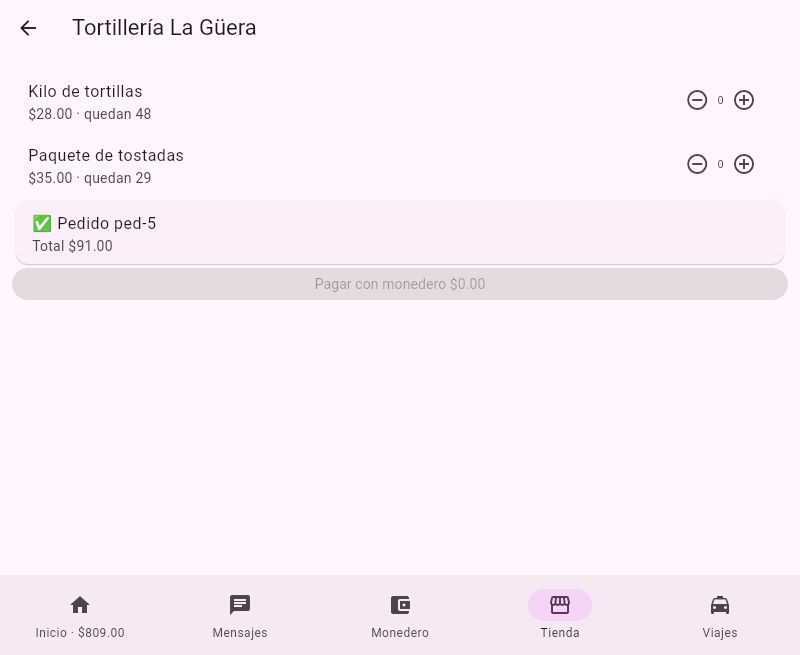 Tortillería La Güera
Kilo de tortillas
$28.00 · quedan 48
0
Paquete de tostadas
$35.00 · quedan 29
0
✅ Pedido ped-5
Total $91.00
Pagar con monedero $0.00
Inicio · $809.00
Mensajes
Monedero
Tienda
Viajes